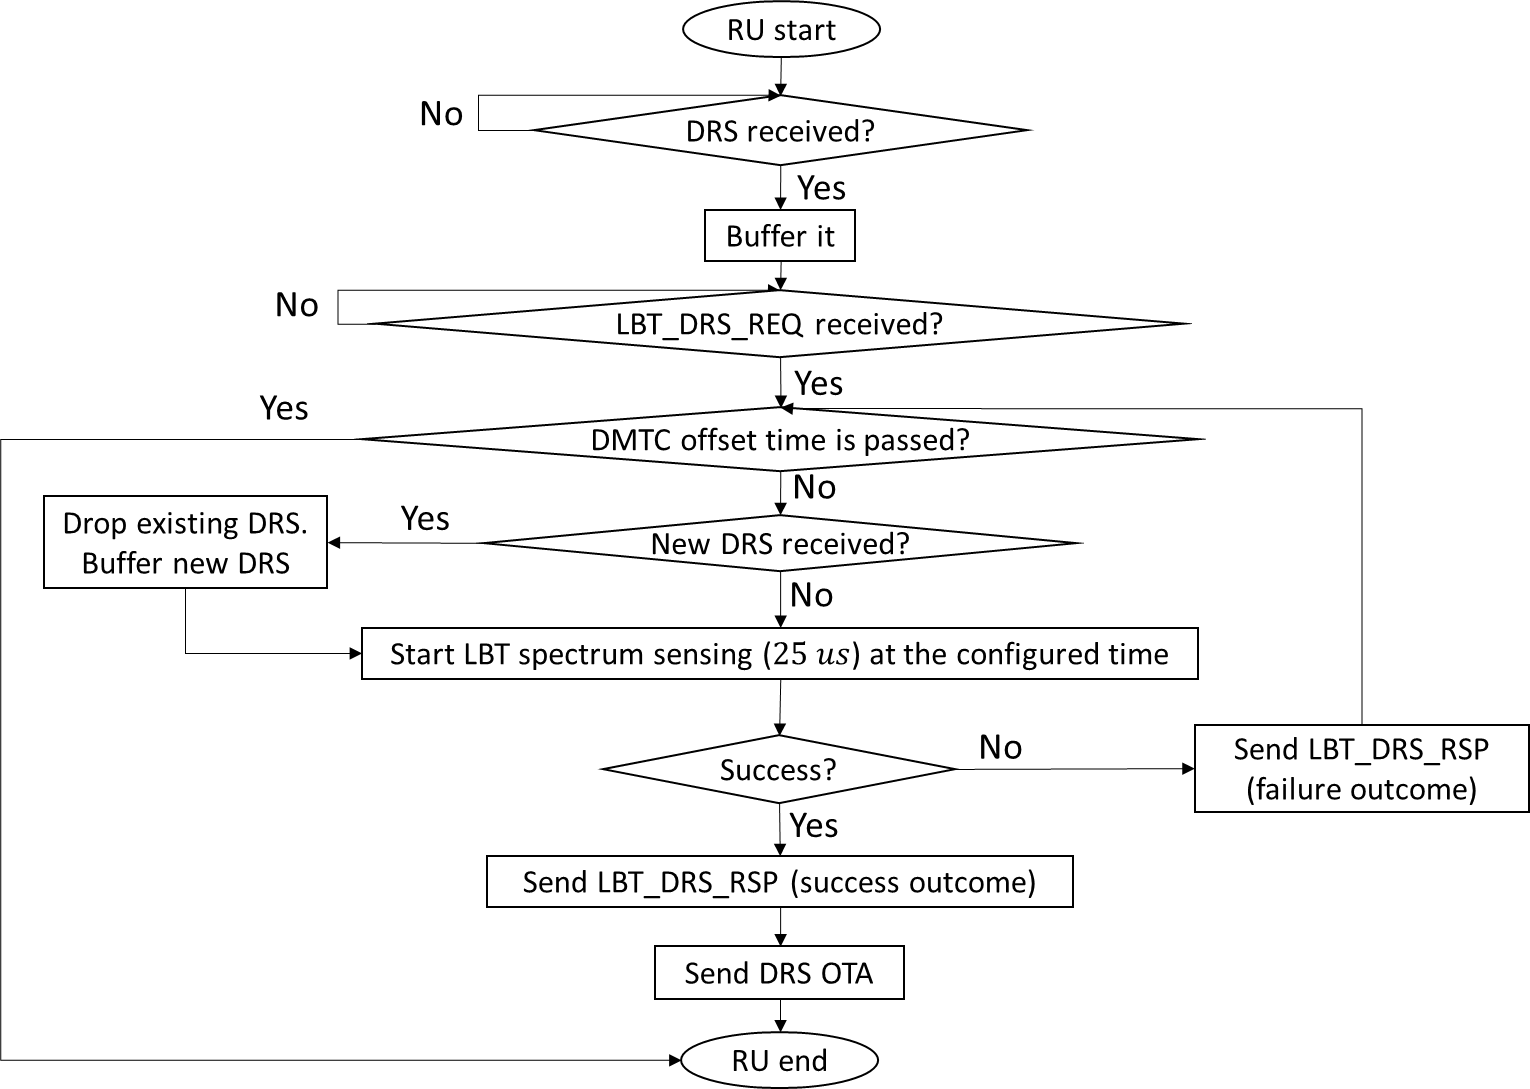 RU start
No
DRS received?
Yes
Buffer it
No
LBT_DRS_REQ received?
Yes
Yes
DMTC offset time is passed?
No
Drop existing DRS.
Buffer new DRS
Yes
New DRS received?
No
Start LBT spectrum sensing (25 us) at the configured time
Success?
No
Send LBT_DRS_RSP
(failure outcome)
Yes
Send LBT_DRS_RSP (success outcome)
Send DRS OTA
RU end